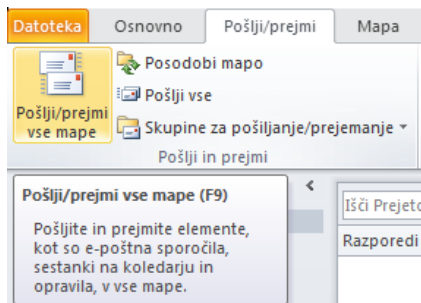 Datoteka Osnovno Pošlji/prejmi Mapa
Posodobi mapo
Pošlji vse
Skupine za pošiljanje/prejemanje
Pošlji/prejmi
vse mape
Pošlji in prejmi
Pošlji/prejmi vse mape (F9)
Pošljite in prejmite elemente,
kot so e-poštna sporočila,
sestanki na koledarju in
opravila, v vse mape.
Išči
Razporedi